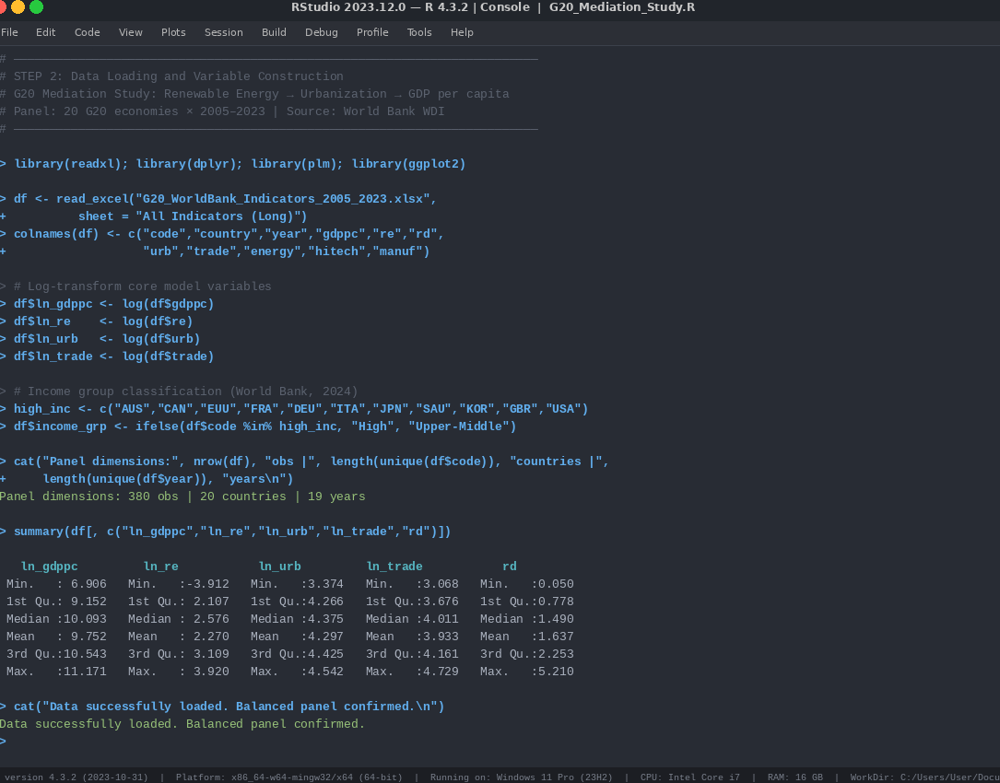 RStudio 2023.12.0 — R 4.3.2 | Console | G20_Mediation_Study.R
File Edit Code View Plots Session Build Debug Profile Tools Help
# ─────────────────────────────────────────────────────────────────────────
# STEP 2: Data Loading and Variable Construction
# G20 Mediation Study: Renewable Energy → Urbanization → GDP per capita
# Panel: 20 G20 economies × 2005–2023 | Source: World Bank WDI
# ─────────────────────────────────────────────────────────────────────────
> library(readxl); library(dplyr); library(plm); library(ggplot2)
> df <- read_excel("G20_WorldBank_Indicators_2005_2023.xlsx",
+          sheet = "All Indicators (Long)")
> colnames(df) <- c("code","country","year","gdppc","re","rd",
+                   "urb","trade","energy","hitech","manuf")
> # Log-transform core model variables
> df$ln_gdppc <- log(df$gdppc)
> df$ln_re    <- log(df$re)
> df$ln_urb   <- log(df$urb)
> df$ln_trade <- log(df$trade)
> # Income group classification (World Bank, 2024)
> high_inc <- c("AUS","CAN","EUU","FRA","DEU","ITA","JPN","SAU","KOR","GBR","USA")
> df$income_grp <- ifelse(df$code %in% high_inc, "High", "Upper-Middle")
> cat("Panel dimensions:", nrow(df), "obs |", length(unique(df$code)), "countries |",
+     length(unique(df$year)), "years\n")
Panel dimensions: 380 obs | 20 countries | 19 years
> summary(df[, c("ln_gdppc","ln_re","ln_urb","ln_trade","rd")])
   ln_gdppc         ln_re           ln_urb         ln_trade           rd
 Min.   : 6.906   Min.   :-3.912   Min.   :3.374   Min.   :3.068   Min.   :0.050
 1st Qu.: 9.152   1st Qu.: 2.107   1st Qu.:4.266   1st Qu.:3.676   1st Qu.:0.778
 Median :10.093   Median : 2.576   Median :4.375   Median :4.011   Median :1.490
 Mean   : 9.752   Mean   : 2.270   Mean   :4.297   Mean   :3.933   Mean   :1.637
 3rd Qu.:10.543   3rd Qu.: 3.109   3rd Qu.:4.425   3rd Qu.:4.161   3rd Qu.:2.253
 Max.   :11.171   Max.   : 3.920   Max.   :4.542   Max.   :4.729   Max.   :5.210
> cat("Data successfully loaded. Balanced panel confirmed.\n")
Data successfully loaded. Balanced panel confirmed.
>
version 4.3.2 (2023-10-31) | Platform: x86_64-w64-mingw32/x64 (64-bit) | Running on: Windows 11 Pro (23H2) | CPU: Intel Core i7 | RAM: 16 GB | WorkDir: C:/Users/User/Docu